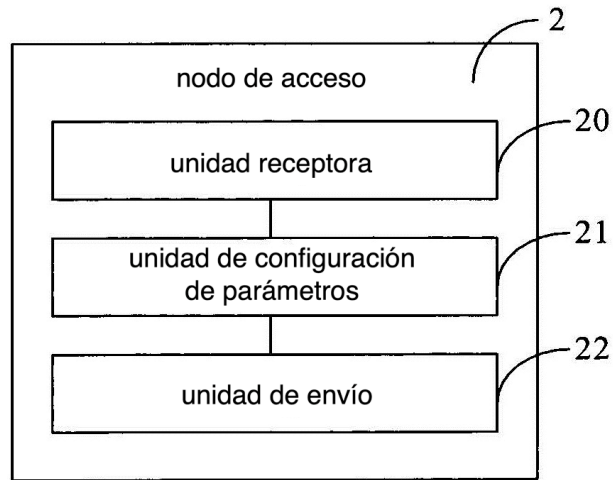 2
nodo de acceso
20
unidad receptora
21
unidad de configuración
de parámetros
22
unidad de envío